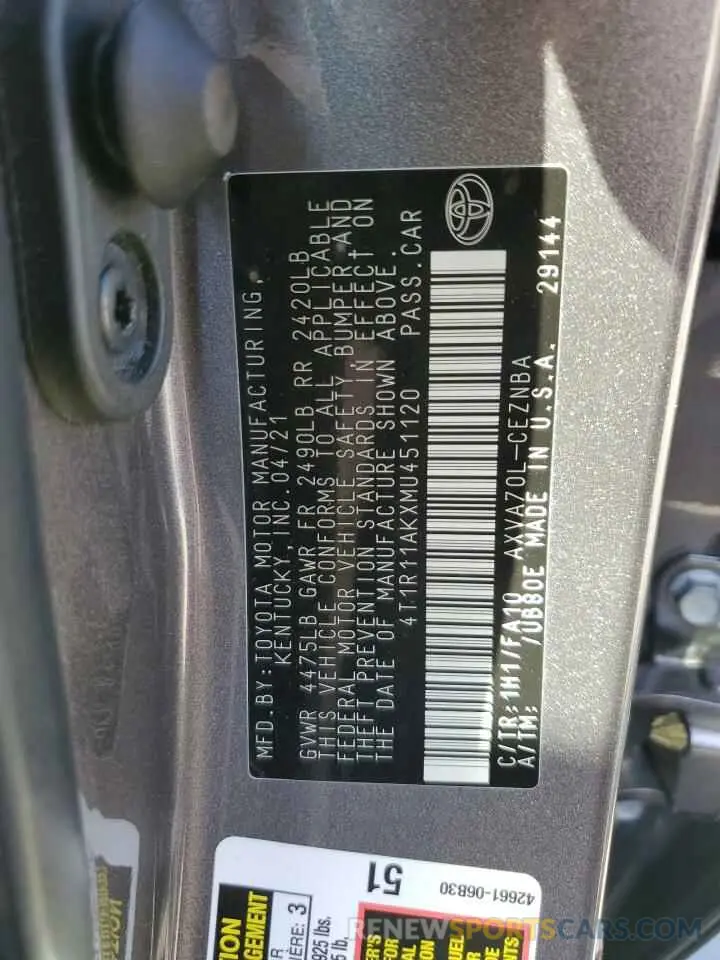 MFD.BY:TOYOTA MOTOR MANUFACTURING,
KENTUCKY, INC. 04/21
GVWR 4475LB GAWR FR 2490LB RR 2420LB
THIS VEHICLE CONFORMS TO ALL APPLICABLE
FEDERAL MOTOR VEHICLE SAFETY, BUMPER AND
THEFT PREVENTION STANDARDS IN EFFECT ON
THE DATE OF MANUFACTURE SHOWN ABOVE.
4T1R11AKXMU451120 PASS.CAR
C/TR:1H1/FA10 AXVA70L-CEZNBA
A/TM: /UB80E MADE IN U.S.A. 29144
51
42661-06B30
3
925 lbs.
RENEWSPORTSCARS.COM